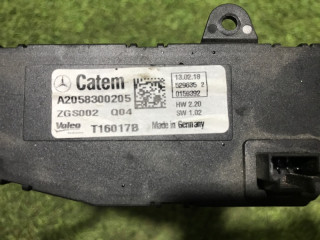 Catem
13.02.18
A2058300205
HW 2.20
ZGS002 Q04
SW 1.02
Valeo T16017B
Made in Germany